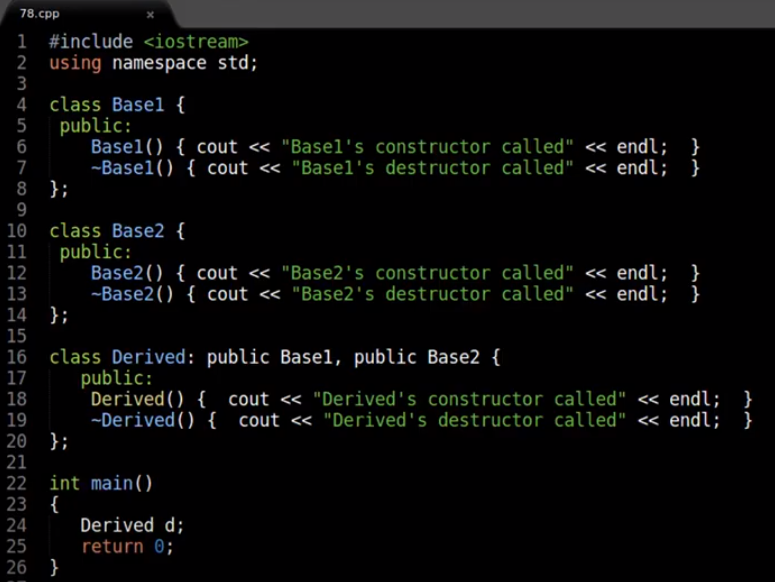 78.cpp ×
1 #include <iostream>
2 using namespace std;
3
4 class Base1 {
5 public:
6 Base1() { cout << "Base1's constructor called" << endl; }
7 ~Base1() { cout << "Base1's destructor called" << endl; }
8 };
9
10 class Base2 {
11 public:
12 Base2() { cout << "Base2's constructor called" << endl; }
13 ~Base2() { cout << "Base2's destructor called" << endl; }
14 };
15
16 class Derived: public Base1, public Base2 {
17 public:
18 Derived() { cout << "Derived's constructor called" << endl; }
19 ~Derived() { cout << "Derived's destructor called" << endl; }
20 };
21
22 int main()
23 {
24 Derived d;
25 return 0;
26 }